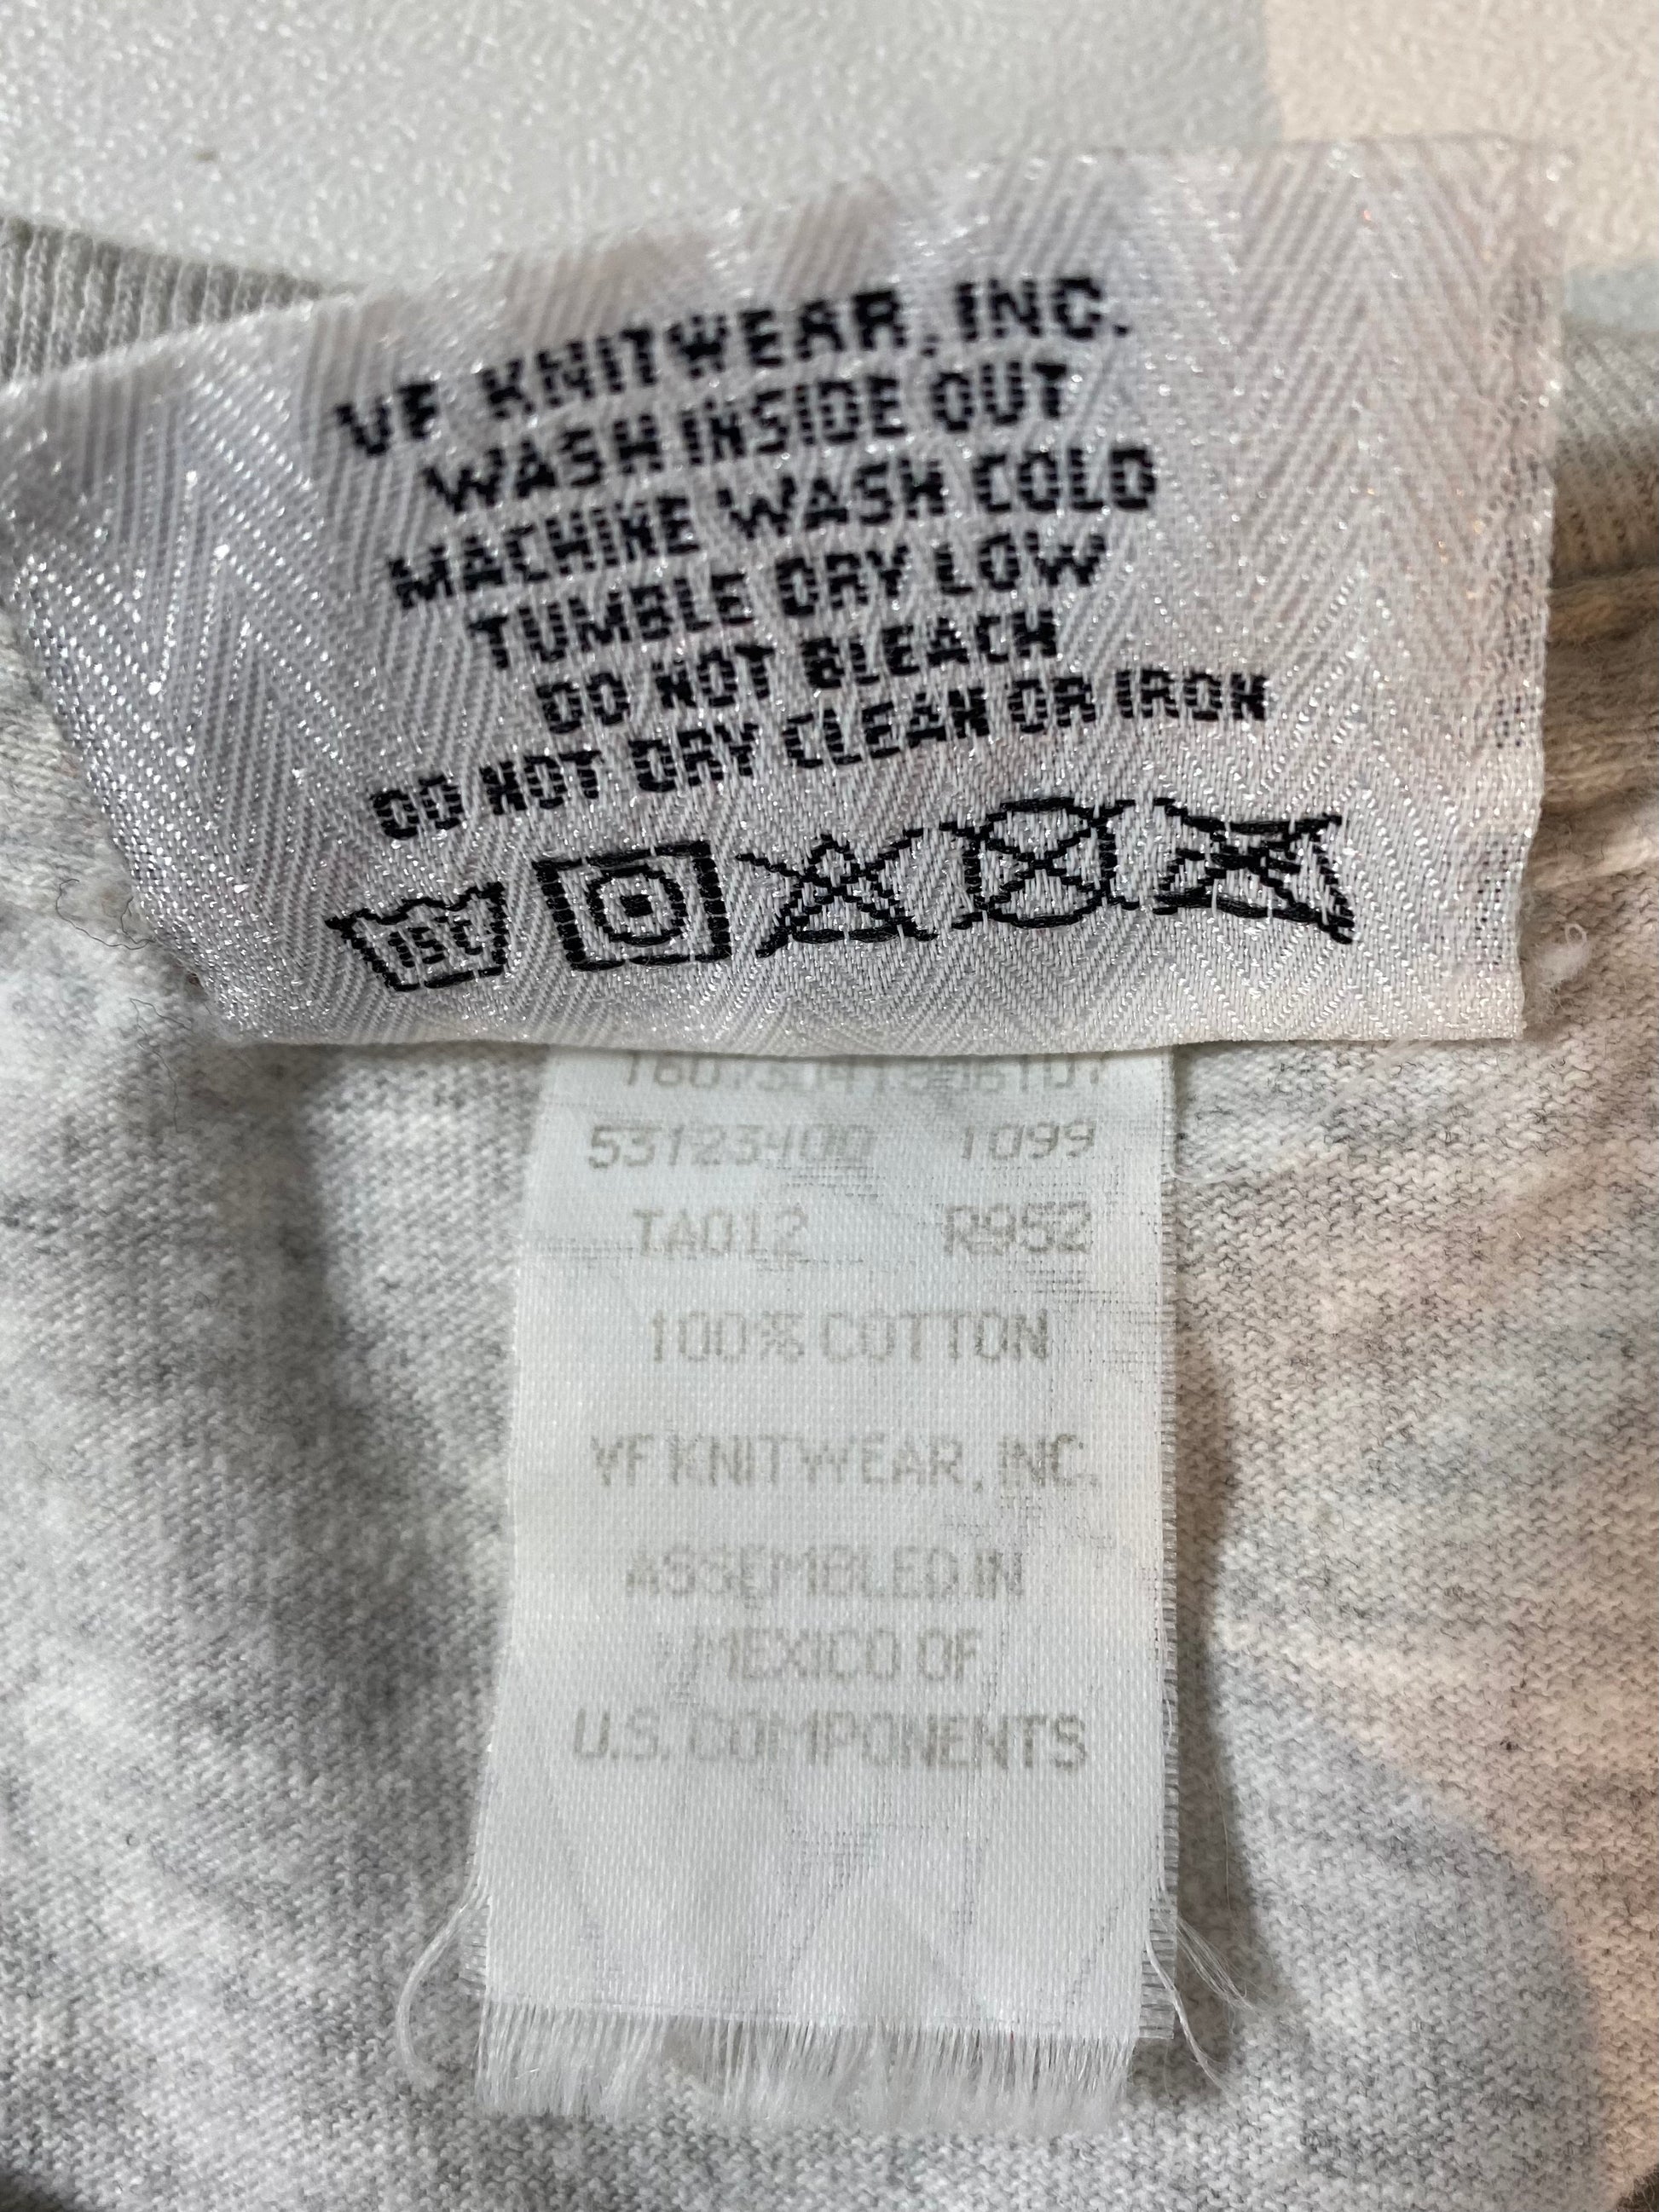 VF KNITWEAR, INC.
WASH INSIDE OUT
MACHINE WASH COLD
TUMBLE DRY LOW
DO NOT BLEACH
DO NOT DRY CLEAN OR IRON
53123400 1099
TA012 R952
100% COTTON
VF KNITWEAR, INC.
ASSEMBLED IN
MEXICO OF
U.S. COMPONENTS